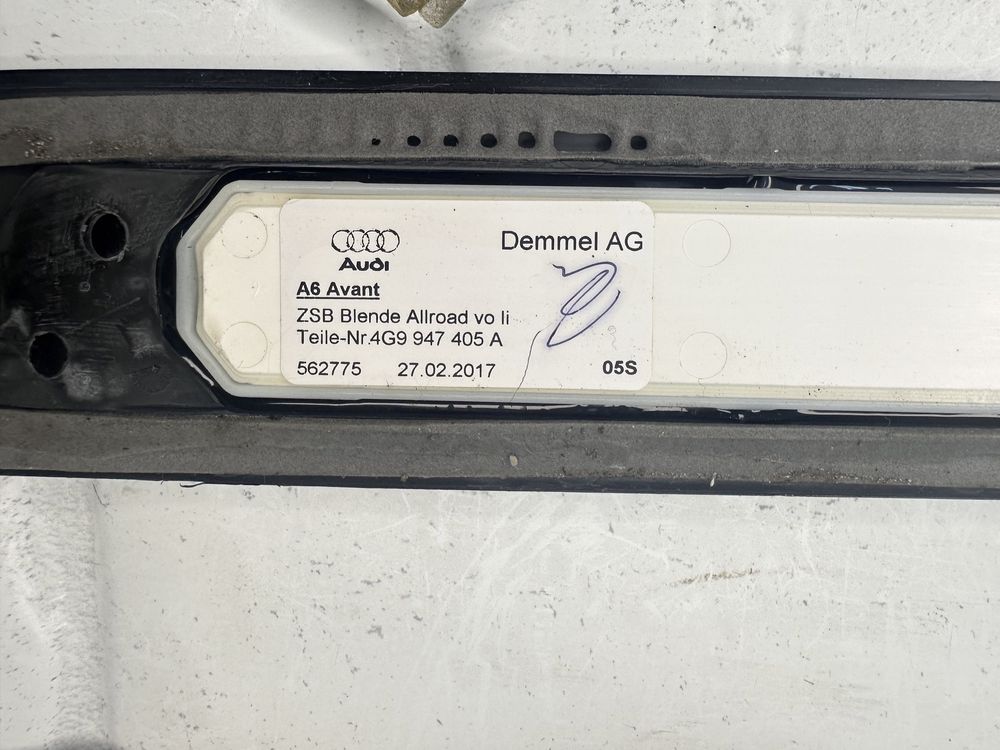 Audi
Demmel AG
A6 Avant
ZSB Blende Allroad vo li
Teile-Nr.4G9 947 405 A
562775 27.02.2017 05S